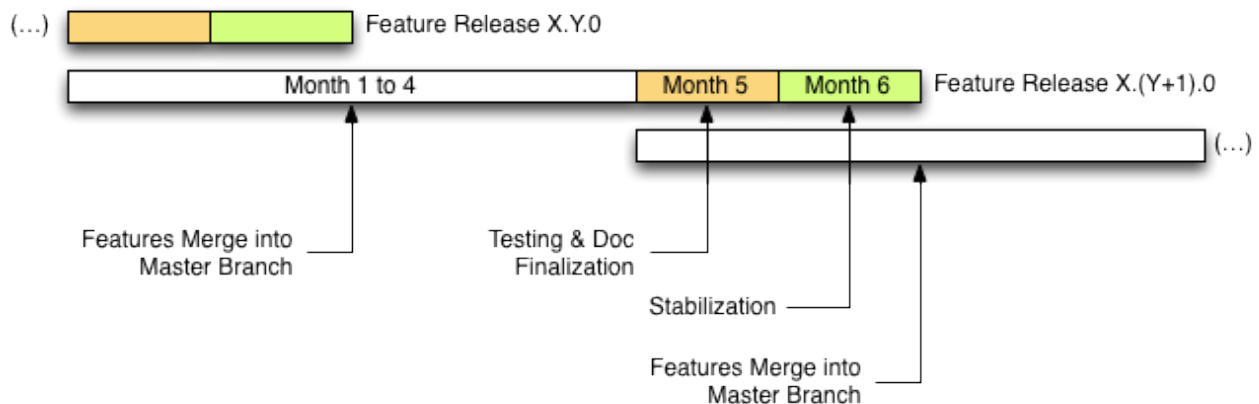 (...) Feature Release X.Y.0
Month 1 to 4 Month 5 Month 6 Feature Release X.(Y+1).0
(...)
Features Merge into
Master Branch
Testing & Doc
Finalization
Stabilization
Features Merge into
Master Branch